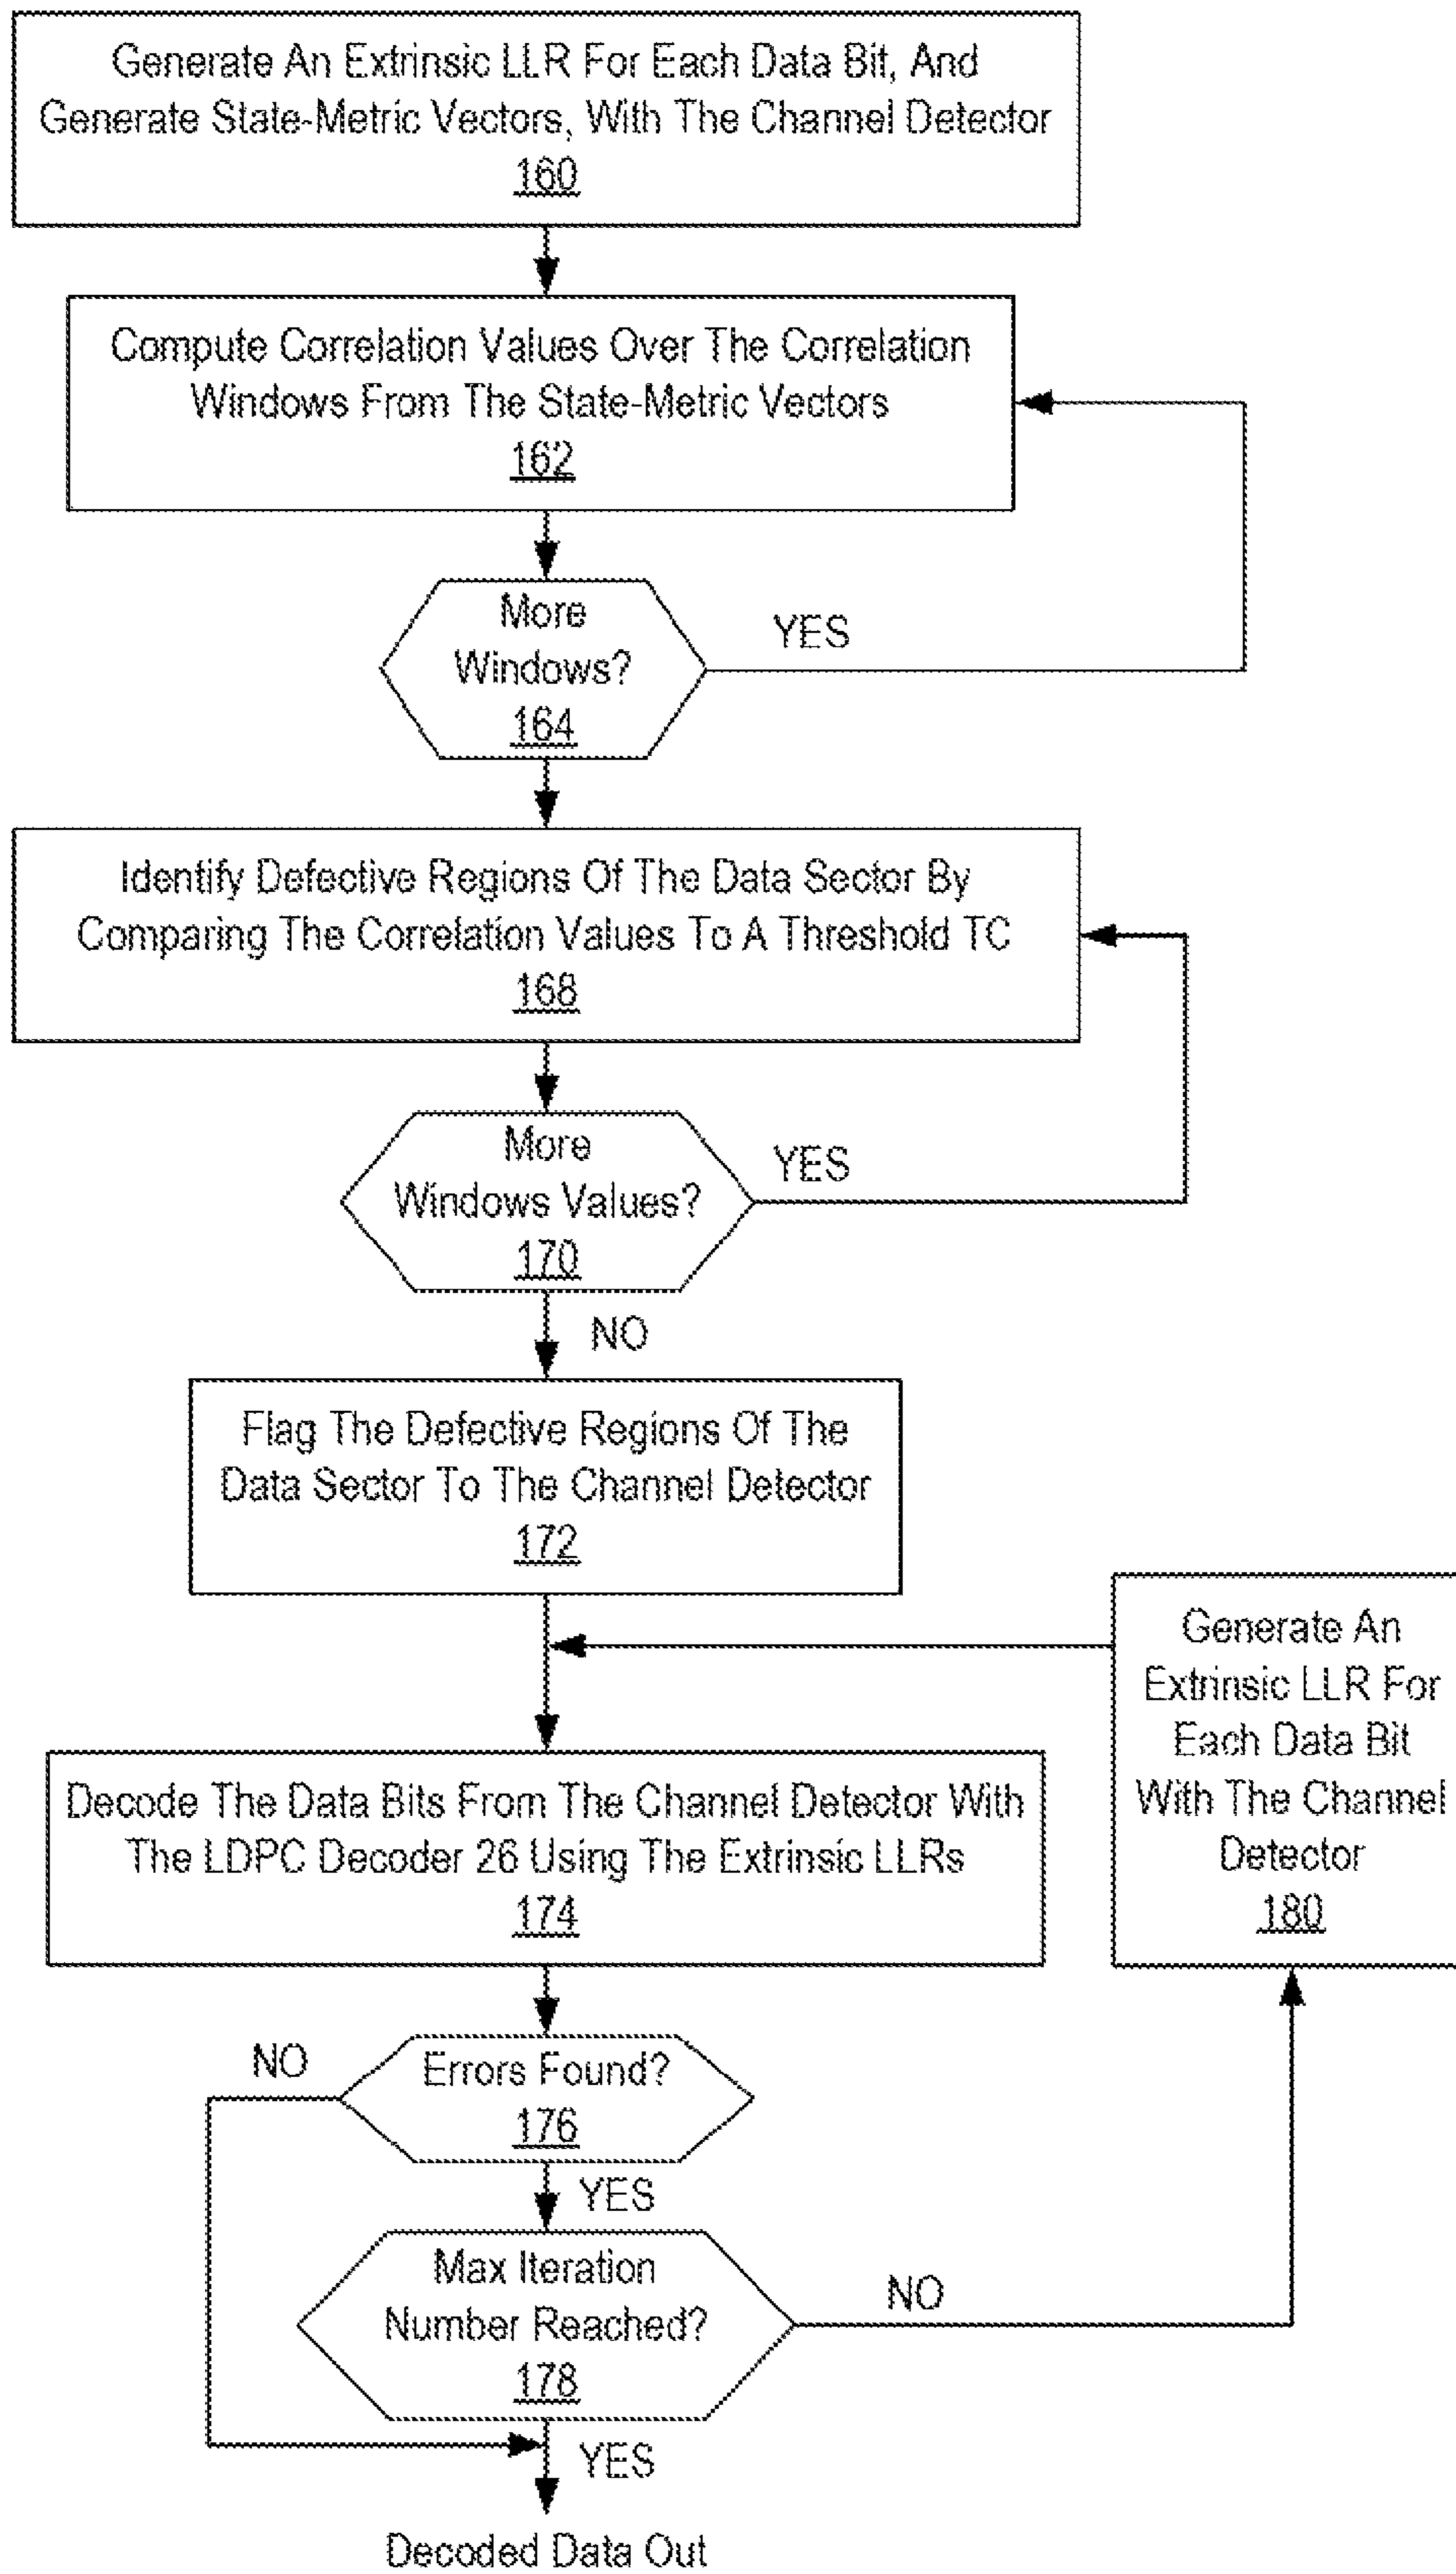 Generate An Extrinsic LLR For Each Data Bit, And
Generate State-Metric Vectors, With The Channel Detector
160
Compute Correlation Values Over The Correlation
Windows From The State-Metric Vectors
162
More
Windows?
164
YES
Identify Defective Regions Of The Data Sector By
Comparing The Correlation Values To A Threshold TC
168
More
Windows Values?
170
YES
NO
Flag The Defective Regions Of The
Data Sector To The Channel Detector
172
Generate An
Extrinsic LLR For
Each Data Bit
With The Channel
Detector
180
Decode The Data Bits From The Channel Detector With
The LDPC Decoder 26 Using The Extrinsic LLRs
174
NO
Errors Found?
176
YES
Max Iteration
Number Reached?
178
NO
YES
Decoded Data Out